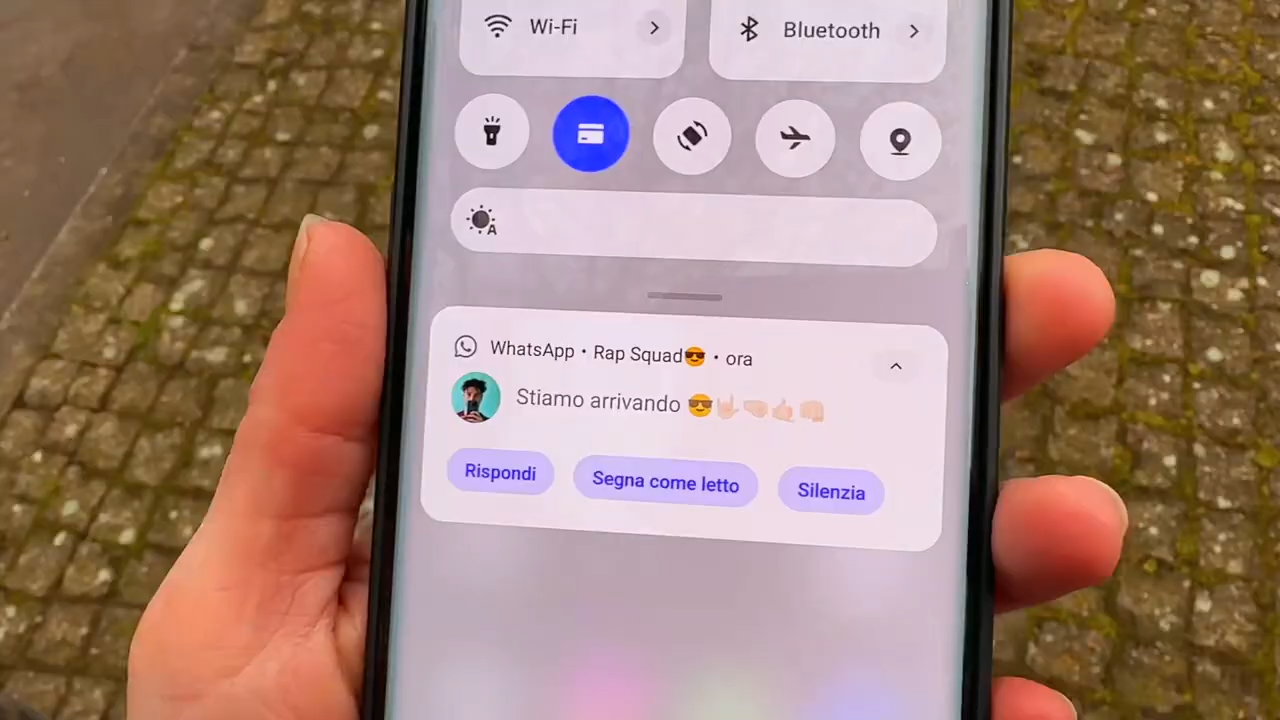 Wi-Fi
Bluetooth
A
WhatsApp • Rap Squad😎 • ora
Stiamo arrivando 😎🤟🏻🤜🏻🤙🏻👊🏻
Rispondi
Segna come letto
Silenzia